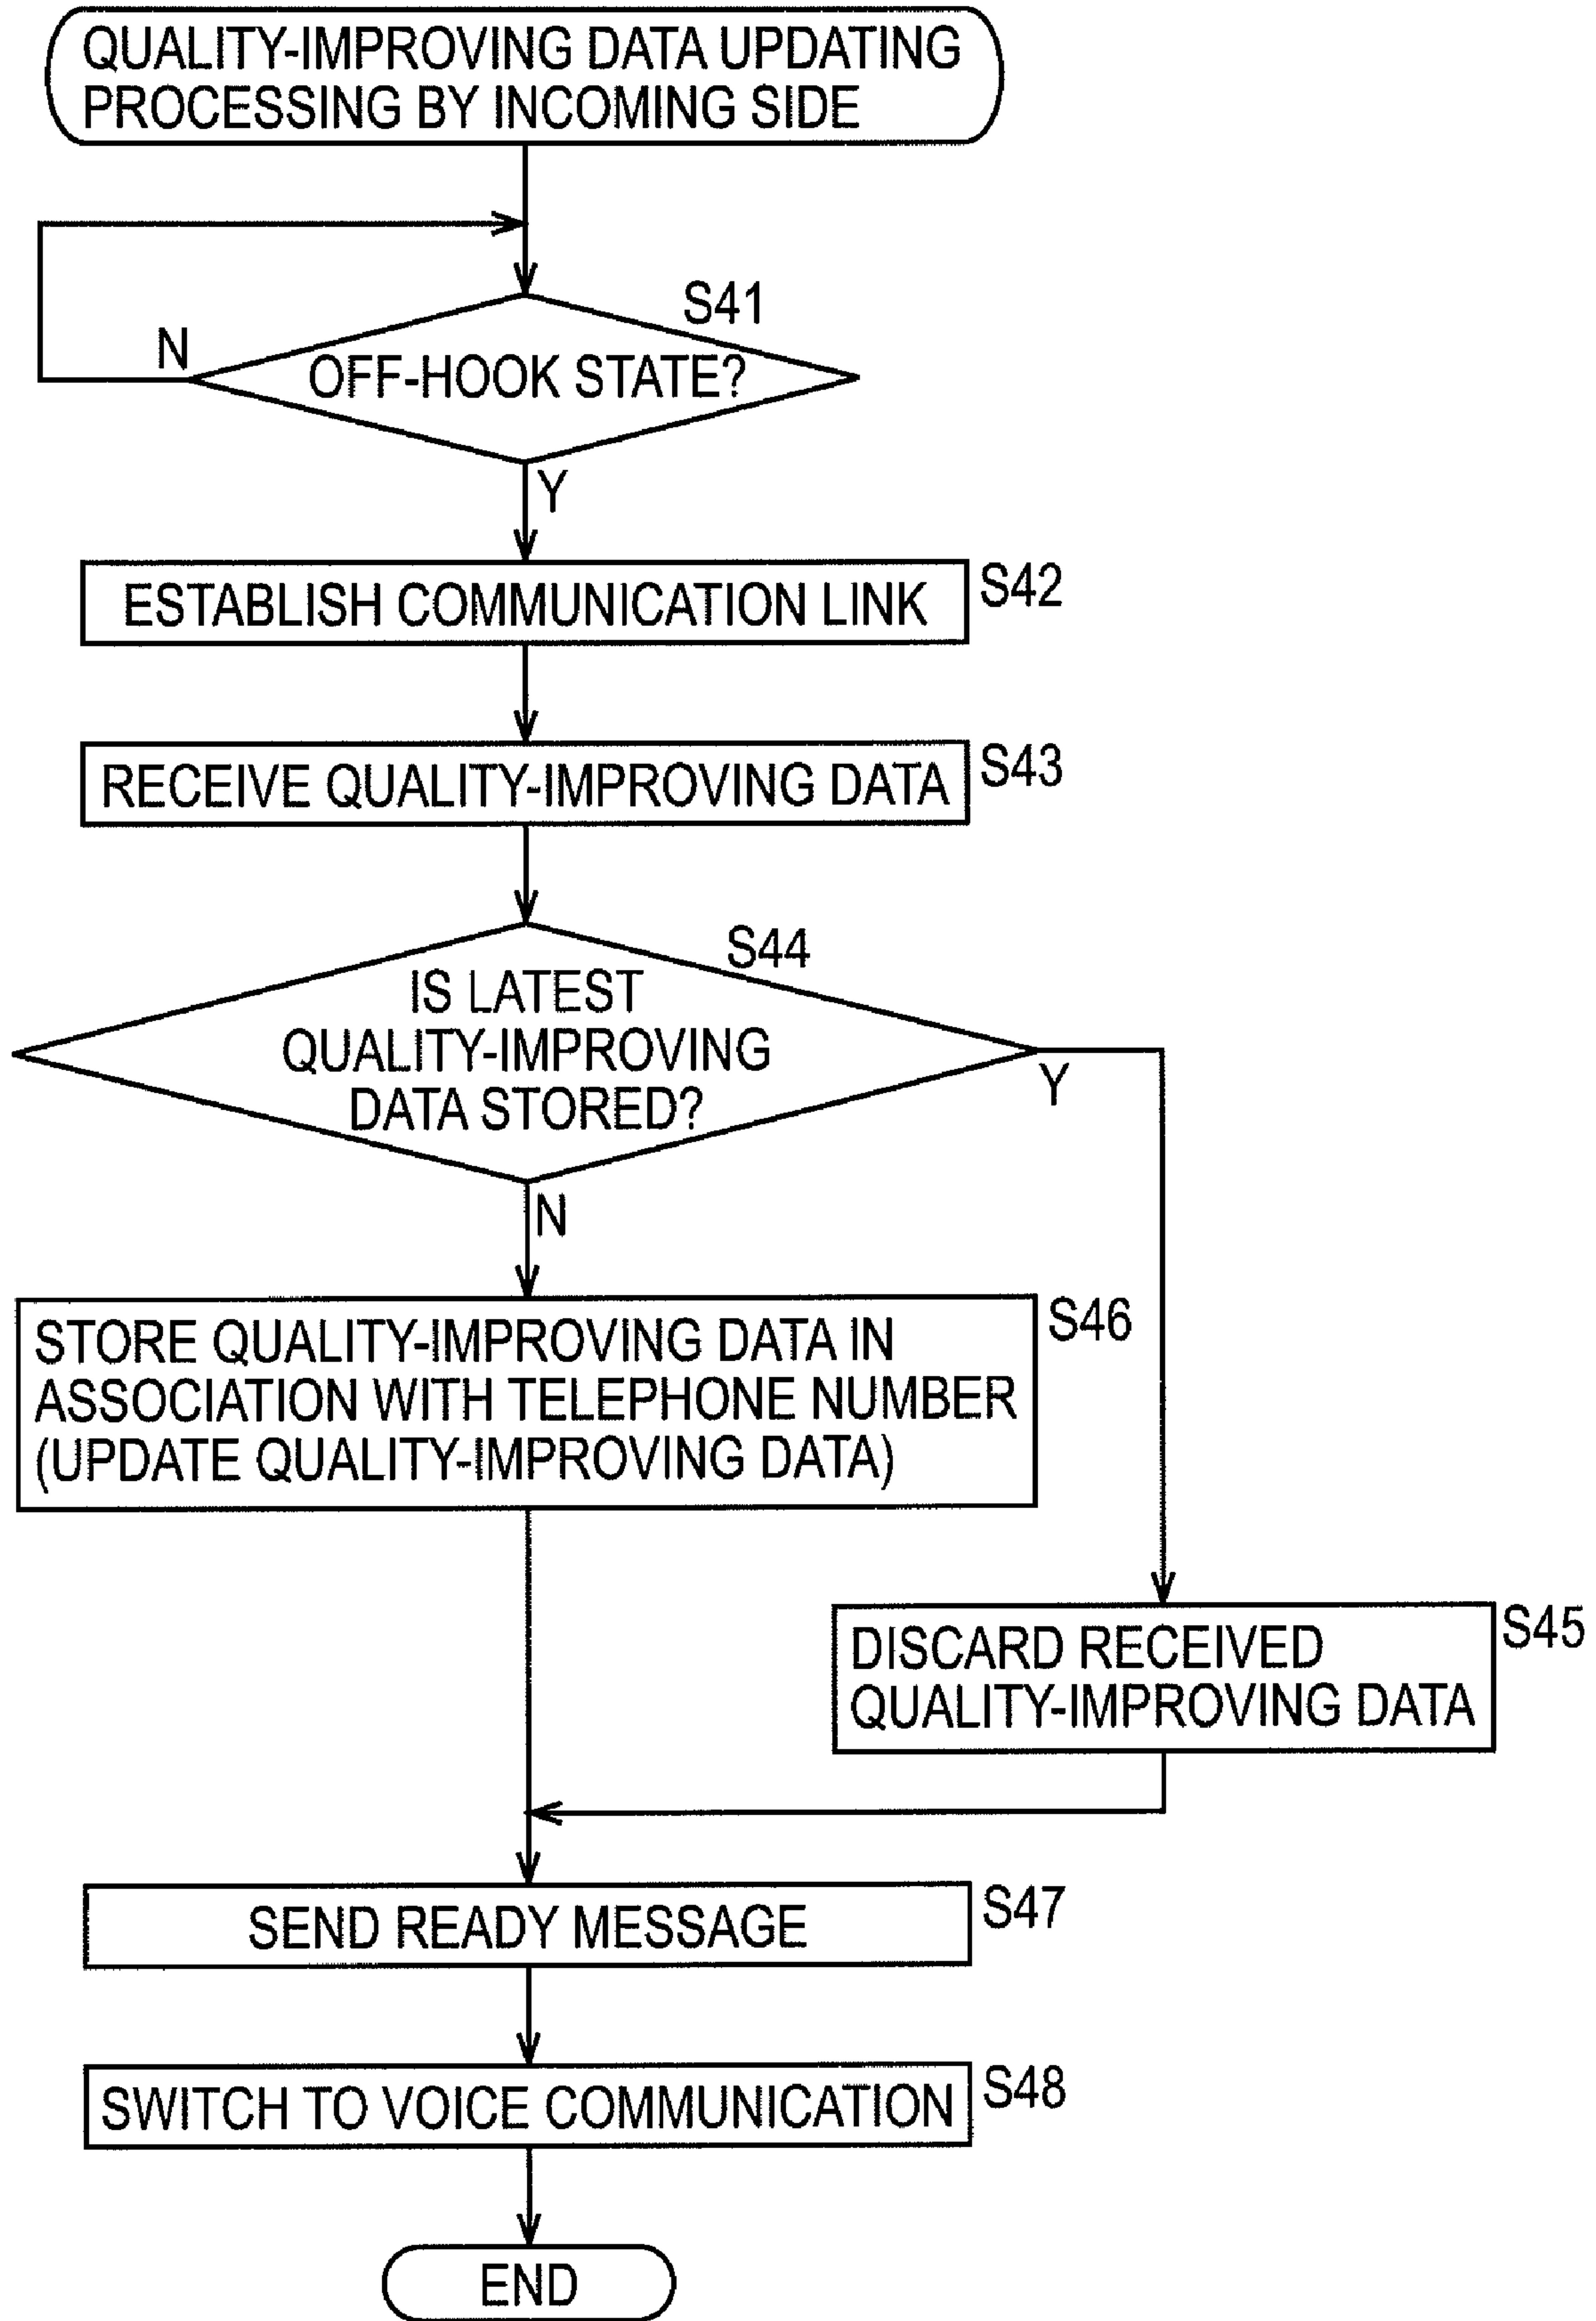 QUALITY-IMPROVING DATA UPDATING
PROCESSING BY INCOMING SIDE
S41
N
OFF-HOOK STATE?
Y
ESTABLISH COMMUNICATION LINK
S42
RECEIVE QUALITY-IMPROVING DATA
S43
S44
IS LATEST
QUALITY-IMPROVING
DATA STORED?
Y
N
S46
STORE QUALITY-IMPROVING DATA IN
ASSOCIATION WITH TELEPHONE NUMBER
(UPDATE QUALITY-IMPROVING DATA)
S45
DISCARD RECEIVED
QUALITY-IMPROVING DATA
SEND READY MESSAGE
S47
SWITCH TO VOICE COMMUNICATION
S48
END